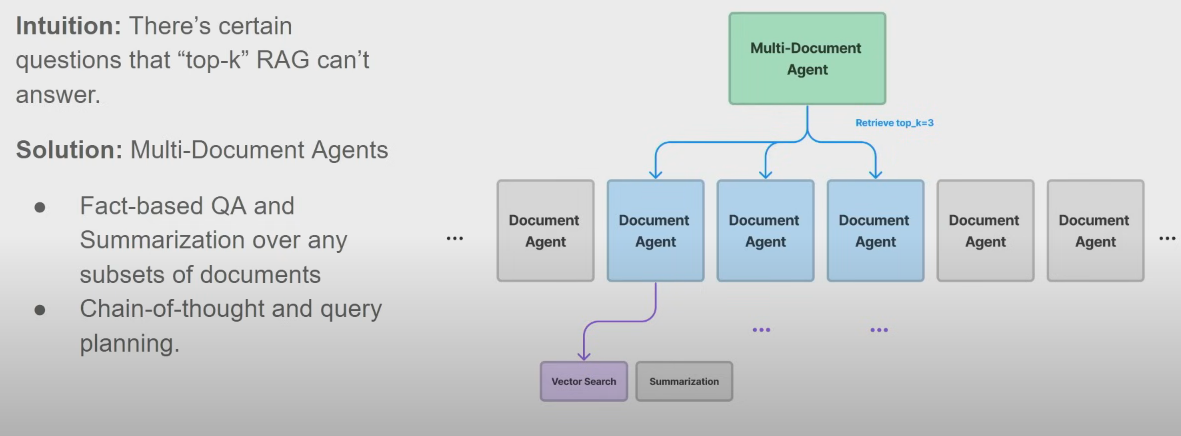 Intuition: There's certain
questions that “top-k” RAG can't
answer.
Solution: Multi-Document Agents
● Fact-based QA and
Summarization over any
subsets of documents
● Chain-of-thought and query
planning.
Multi-Document
Agent
Retrieve top_k=3
...
Document
Agent
Document
Agent
Document
Agent
Document
Agent
Document
Agent
Document
Agent
...
...
...
Vector Search
Summarization